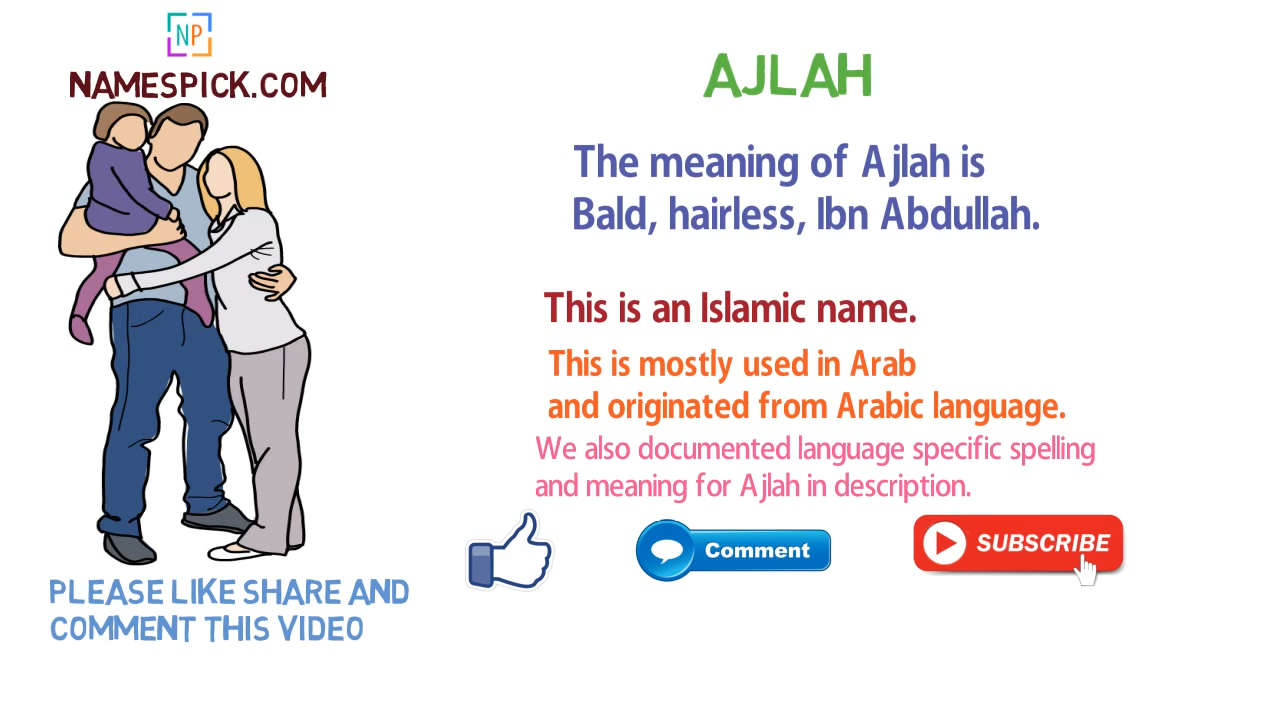 NP
NAMESPICK.COM
AJLAH
The meaning of Ajlah is
Bald, hairless, Ibn Abdullah.
This is an Islamic name.
This is mostly used in Arab
and originated from Arabic language.
We also documented language specific spelling
and meaning for Ajlah in description.
Comment
SUBSCRIBE
PLEASE LIKE SHARE AND
COMMENT THIS VIDEO